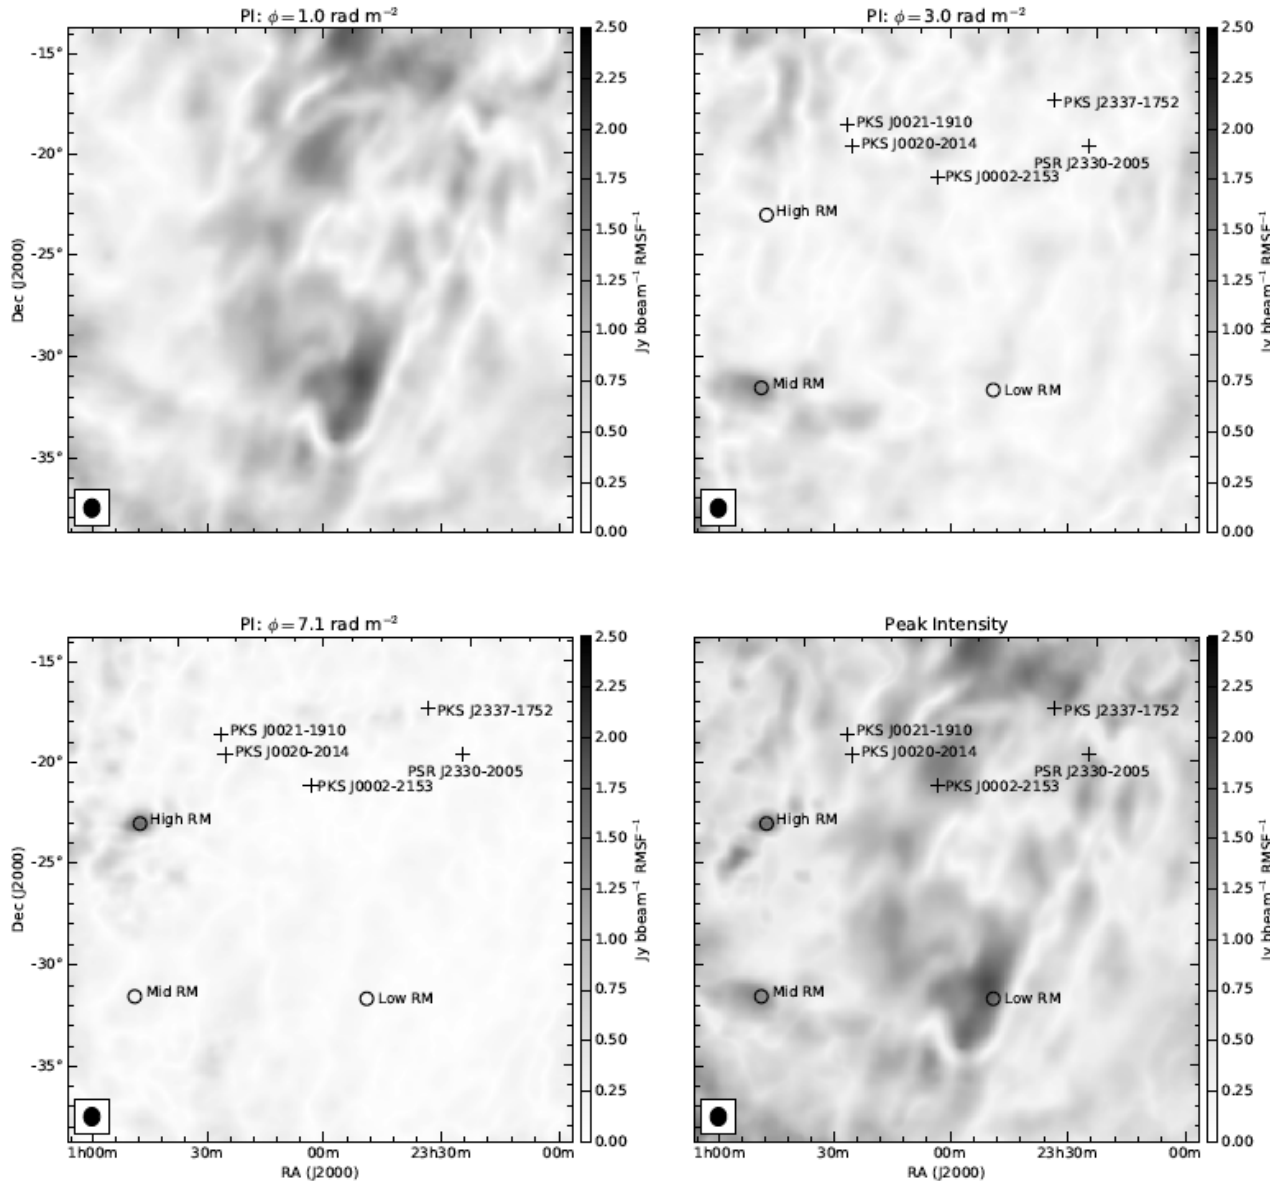 PI: ϕ = 1.0 rad m⁻²
-15°
-20°
-25°
-30°
-35°
Dec (J2000)
2.50
2.25
2.00
1.75
1.50
1.25
1.00
0.75
0.50
0.25
0.00
Jy bbeam⁻¹ RMSF⁻¹
PI: ϕ = 3.0 rad m⁻²
PKS J2337-1752
PKS J0021-1910
PKS J0020-2014
PSR J2330-2005
PKS J0002-2153
High RM
Mid RM
Low RM
2.50
2.25
2.00
1.75
1.50
1.25
1.00
0.75
0.50
0.25
0.00
Jy bbeam⁻¹ RMSF⁻¹
PI: ϕ = 7.1 rad m⁻²
-15°
-20°
-25°
-30°
-35°
Dec (J2000)
PKS J2337-1752
PKS J0021-1910
PKS J0020-2014
PSR J2330-2005
PKS J0002-2153
High RM
Mid RM
Low RM
1h00m 30m 00m 23h30m 00m
RA (J2000)
2.50
2.25
2.00
1.75
1.50
1.25
1.00
0.75
0.50
0.25
0.00
Jy bbeam⁻¹ RMSF⁻¹
Peak Intensity
PKS J2337-1752
PKS J0021-1910
PKS J0020-2014
PSR J2330-2005
PKS J0002-2153
High RM
Mid RM
Low RM
1h00m 30m 00m 23h30m 00m
RA (J2000)
2.50
2.25
2.00
1.75
1.50
1.25
1.00
0.75
0.50
0.25
0.00
Jy bbeam⁻¹ RMSF⁻¹